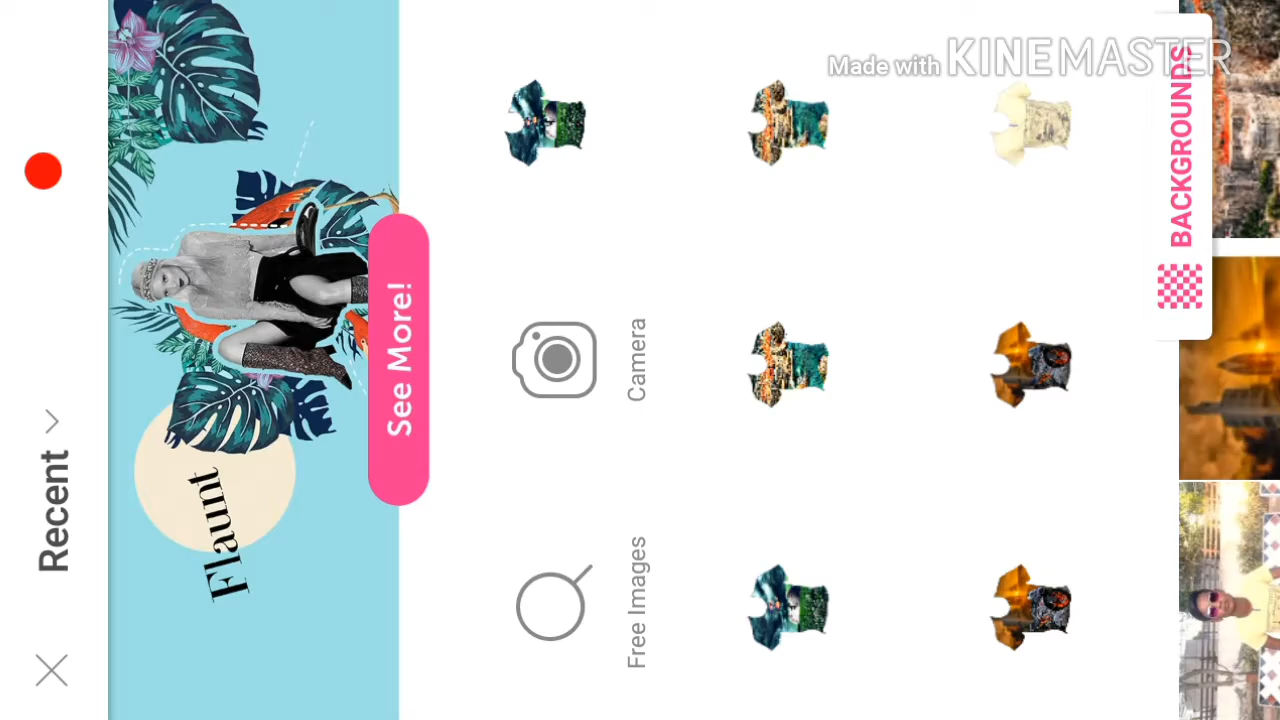 Made with KINEMASTER
Recent
Flaunt
See More!
Free Images
Camera
BACKGROUNDS